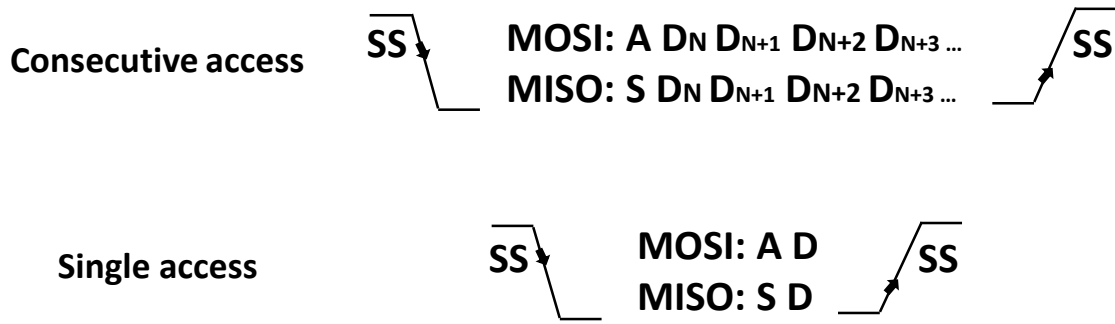 Consecutive access
SS
MOSI: A DN DN+1 DN+2 DN+3 ...
MISO: S DN DN+1 DN+2 DN+3 ...
SS
Single access
SS
MOSI: A D
MISO: S D
SS